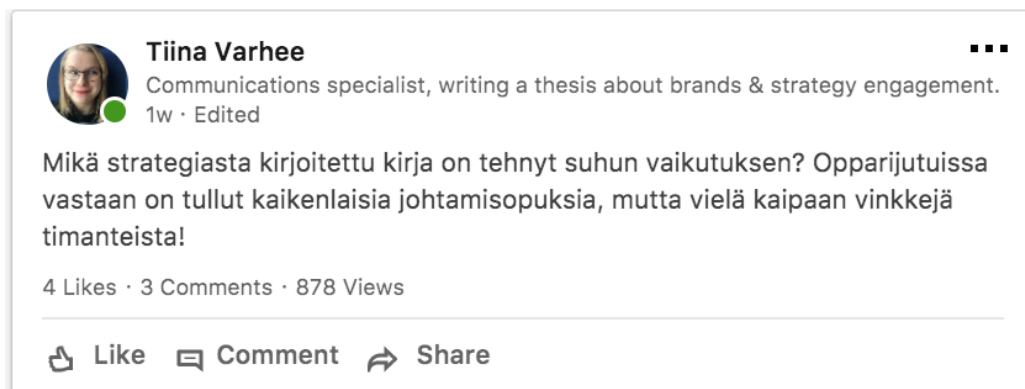 Tiina Varhee
Communications specialist, writing a thesis about brands & strategy engagement.
1w · Edited
Mikä strategiasta kirjoitettu kirja on tehnyt suhun vaikutuksen? Opparijutuissa
vastaan on tullut kaikenlaisia johtamisopuksia, mutta vielä kaipaan vinkkejä
timanteista!
4 Likes · 3 Comments · 878 Views
Like Comment Share